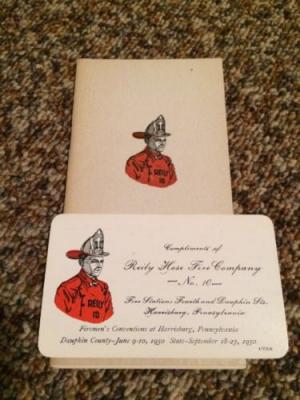 REILY
10
REILY
10
Compliments of
Reily Hose Fire Company
— No. 10 —
Fire Station: Fourth and Dauphin Sts.
Harrisburg, Pennsylvania
Firemen's Conventions at Harrisburg, Pennsylvania
Dauphin County-June 9-10, 1950 State-September 18-23, 1950